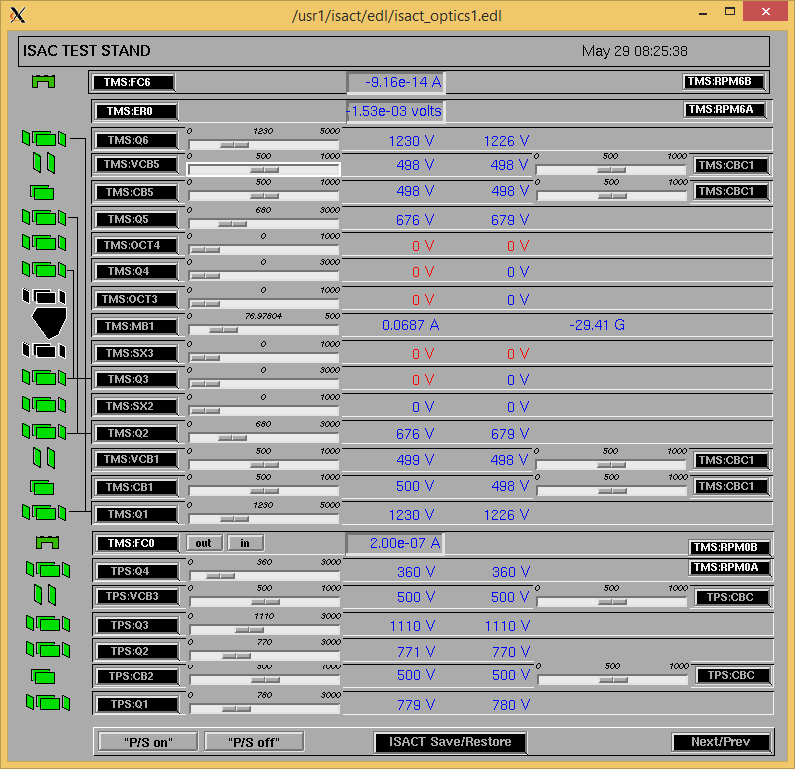 /usr1/isact/edl/isact_optics1.edl
ISAC TEST STAND May 29 08:25:38
TMS:FC6 -9.16e-14 A TMS:RPM6B
TMS:ER0 -1.53e-03 volts TMS:RPM6A
TMS:Q6 0 1230 5000 1230 V 1226 V
TMS:VCB5 0 500 1000 498 V 498 V 0 500 1000 TMS:CBC1
TMS:CB5 0 500 1000 498 V 498 V 0 500 1000 TMS:CBC1
TMS:Q5 0 680 3000 676 V 679 V
TMS:OCT4 0 0 1000 0 V 0 V
TMS:Q4 0 0 3000 0 V 0 V
TMS:OCT3 0 0 1000 0 V 0 V
TMS:MB1 0 76.97804 500 0.0687 A -29.41 G
TMS:SX3 0 0 1000 0 V 0 V
TMS:Q3 0 0 3000 0 V 0 V
TMS:SX2 0 0 1000 0 V 0 V
TMS:Q2 0 680 3000 676 V 679 V
TMS:VCB1 0 500 1000 499 V 498 V 0 500 1000 TMS:CBC1
TMS:CB1 0 500 1000 500 V 498 V 0 500 1000 TMS:CBC1
TMS:Q1 0 1230 5000 1230 V 1226 V
TMS:FC0 out in 2.00e-07 A TMS:RPM0B
TPS:Q4 0 360 3000 360 V 360 V TMS:RPM0A
TPS:VCB3 0 500 1000 500 V 500 V 0 500 1000 TPS:CBC
TPS:Q3 0 1110 3000 1110 V 1110 V
TPS:Q2 0 770 3000 771 V 770 V
TPS:CB2 0 500 1000 500 V 500 V 0 500 1000 TPS:CBC
TPS:Q1 0 780 3000 779 V 780 V
"P/S on" "P/S off" ISACT Save/Restore Next/Prev